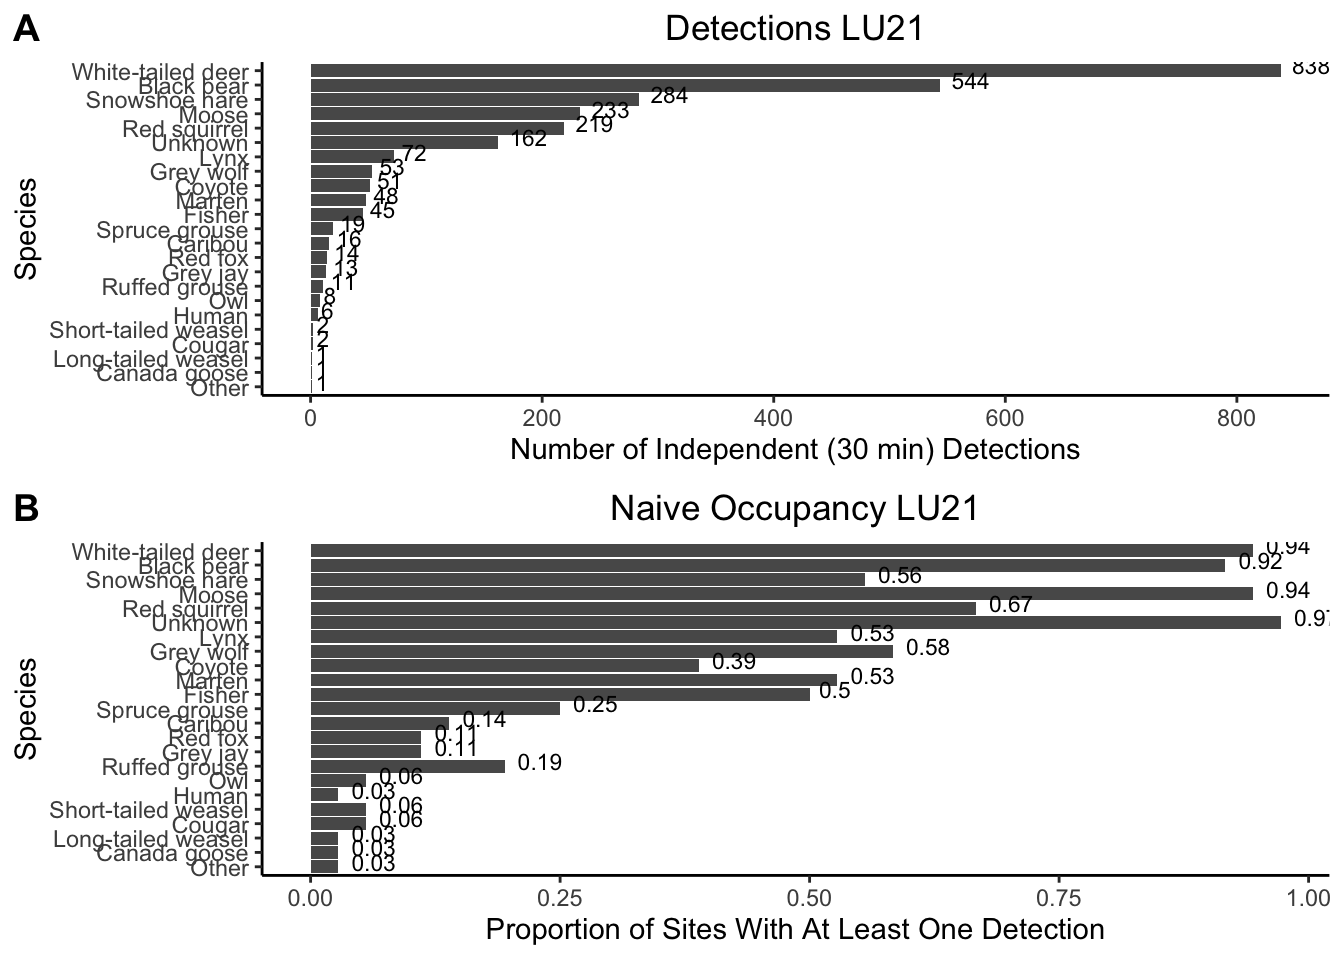 A
Detections LU21
Species
White-tailed deer 838
Black bear 544
Snowshoe hare 284
Moose 233
Red squirrel 219
Unknown 162
Lynx 72
Grey wolf 53
Coyote 51
Marten 48
Fisher 45
Spruce grouse 19
Caribou 16
Red fox 14
Grey jay 13
Ruffed grouse 11
Owl 8
Human 6
Short-tailed weasel 2
Cougar 2
Long-tailed weasel 1
Canada goose 1
Other 1
0 200 400 600 800
Number of Independent (30 min) Detections
B
Naive Occupancy LU21
Species
White-tailed deer 0.94
Black bear 0.92
Snowshoe hare 0.56
Moose 0.94
Red squirrel 0.67
Unknown 0.97
Lynx 0.53
Grey wolf 0.58
Coyote 0.39
Marten 0.53
Fisher 0.5
Spruce grouse 0.25
Caribou 0.14
Red fox 0.11
Grey jay 0.11
Ruffed grouse 0.19
Owl 0.06
Human 0.03
Short-tailed weasel 0.06
Cougar 0.06
Long-tailed weasel 0.03
Canada goose 0.03
Other 0.03
0.00 0.25 0.50 0.75 1.00
Proportion of Sites With At Least One Detection